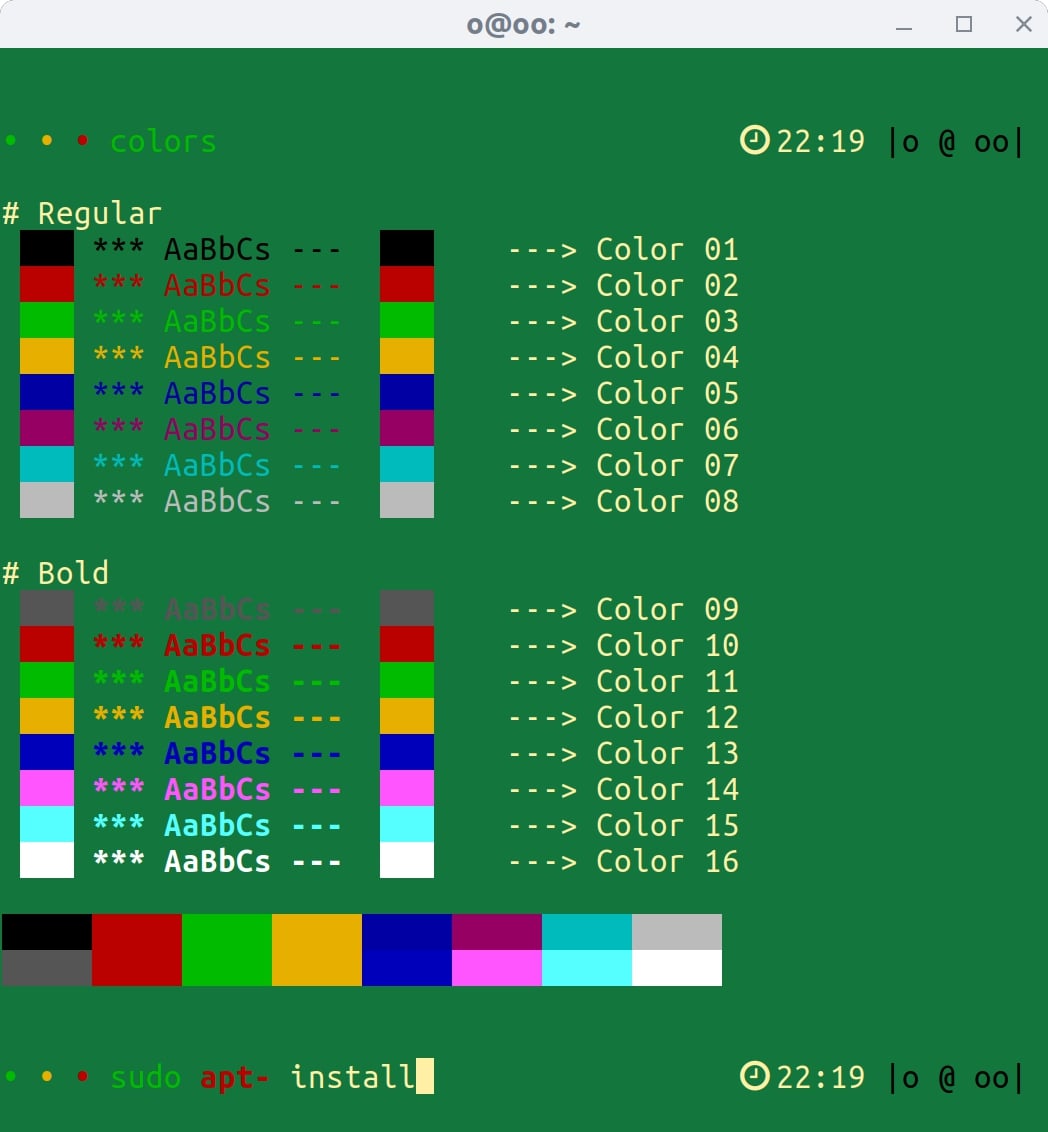 o@oo: ~
• • • colors 22:19 |o @ oo|
# Regular
*** AaBbCs --- ---> Color 01
*** AaBbCs --- ---> Color 02
*** AaBbCs --- ---> Color 03
*** AaBbCs --- ---> Color 04
*** AaBbCs --- ---> Color 05
*** AaBbCs --- ---> Color 06
*** AaBbCs --- ---> Color 07
*** AaBbCs --- ---> Color 08
# Bold
*** AaBbCs --- ---> Color 09
*** AaBbCs --- ---> Color 10
*** AaBbCs --- ---> Color 11
*** AaBbCs --- ---> Color 12
*** AaBbCs --- ---> Color 13
*** AaBbCs --- ---> Color 14
*** AaBbCs --- ---> Color 15
*** AaBbCs --- ---> Color 16
• • • sudo apt- install 22:19 |o @ oo|